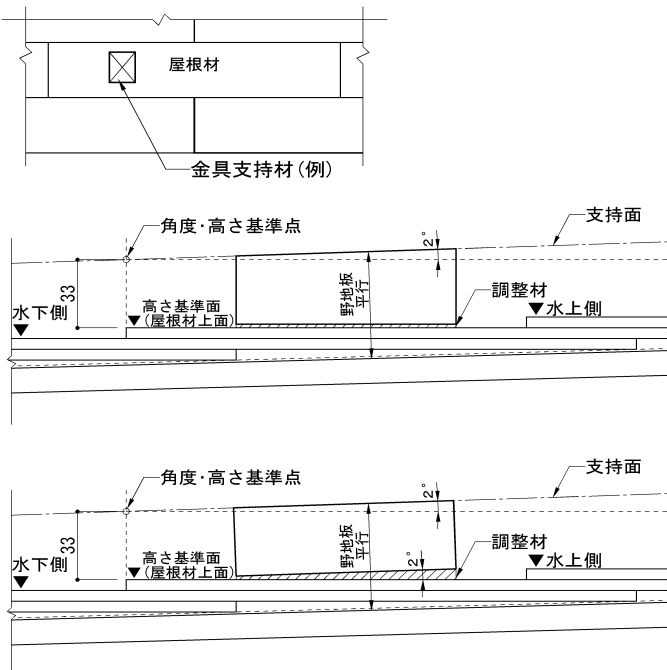 屋根材
金具支持材(例)
角度・高さ基準点
支持面
2°
33
野地板
平行
調整材
水下側
高さ基準面
(屋根材上面)
水上側
角度・高さ基準点
支持面
2°
33
野地板
平行
調整材
水下側
高さ基準面
(屋根材上面)
2°
水上側